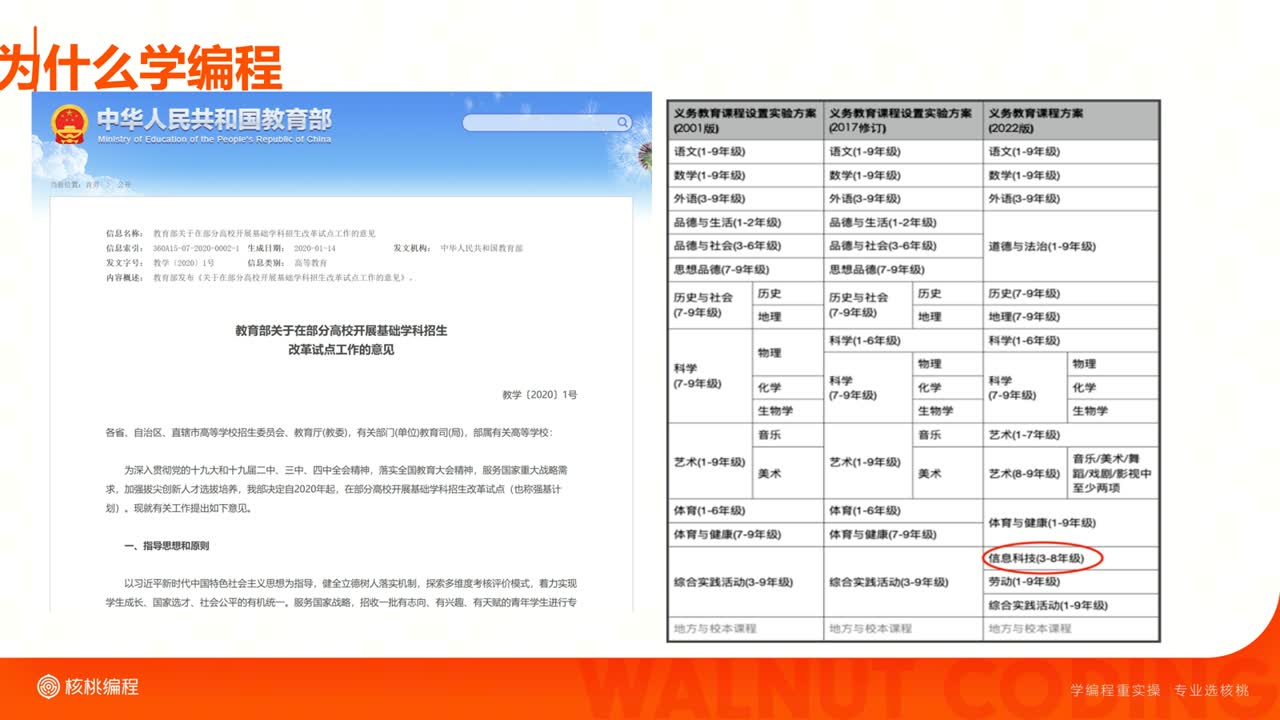 为什么学编程
中华人民共和国教育部
Ministry of Education of the People's Republic of China
当前位置：首页 > 公开
信息名称： 教育部关于在部分高校开展基础学科招生改革试点工作的意见
信息索引： 360A15-07-2020-0002-1 生成日期： 2020-01-14 发文机构： 中华人民共和国教育部
发文字号： 教学〔2020〕1号 信息类别： 高等教育
内容概述： 教育部发布《关于在部分高校开展基础学科招生改革试点工作的意见》。
教育部关于在部分高校开展基础学科招生
改革试点工作的意见
教学〔2020〕1号
各省、自治区、直辖市高等学校招生委员会、教育厅(教委)，有关部门(单位)教育司(局)，部属有关高等学校：
为深入贯彻党的十九大和十九届二中、三中、四中全会精神，落实全国教育大会精神，服务国家重大战略需
求，加强拔尖创新人才选拔培养，我部决定自2020年起，在部分高校开展基础学科招生改革试点（也称强基计
划）。现就有关工作提出如下意见。
一、指导思想和原则
以习近平新时代中国特色社会主义思想为指导，健全立德树人落实机制，探索多维度考核评价模式，着力实现
学生成长、国家选才、社会公平的有机统一。服务国家战略，招收一批有志向、有兴趣、有天赋的青年学生进行专
义务教育课程设置实验方案 义务教育课程设置实验方案 义务教育课程方案
(2001版) (2017修订) (2022版)
语文(1-9年级) 语文(1-9年级) 语文(1-9年级)
数学(1-9年级) 数学(1-9年级) 数学(1-9年级)
外语(3-9年级) 外语(3-9年级) 外语(3-9年级)
品德与生活(1-2年级) 品德与生活(1-2年级)
品德与社会(3-6年级) 品德与社会(3-6年级) 道德与法治(1-9年级)
思想品德(7-9年级) 思想品德(7-9年级)
历史与社会 历史 历史与社会 历史 历史(7-9年级)
(7-9年级) 地理 (7-9年级) 地理 地理(7-9年级)
科学(1-6年级) 科学(1-6年级)
科学 物理 科学 物理 科学 物理
(7-9年级) 化学 (7-9年级) 化学 (7-9年级) 化学
生物学 生物学 生物学
音乐 音乐 艺术(1-7年级)
艺术(1-9年级) 美术 艺术(1-9年级) 美术 艺术(8-9年级) 音乐/美术/舞
蹈/戏剧/影视中
至少两项
体育(1-6年级) 体育(1-6年级)
体育与健康(7-9年级) 体育与健康(7-9年级) 体育与健康(1-9年级)
信息科技(3-8年级)
综合实践活动(3-9年级) 综合实践活动(3-9年级) 劳动(1-9年级)
综合实践活动(1-9年级)
地方与校本课程 地方与校本课程 地方与校本课程
核桃编程
WALNUT CODING
学编程重实操 专业选核桃